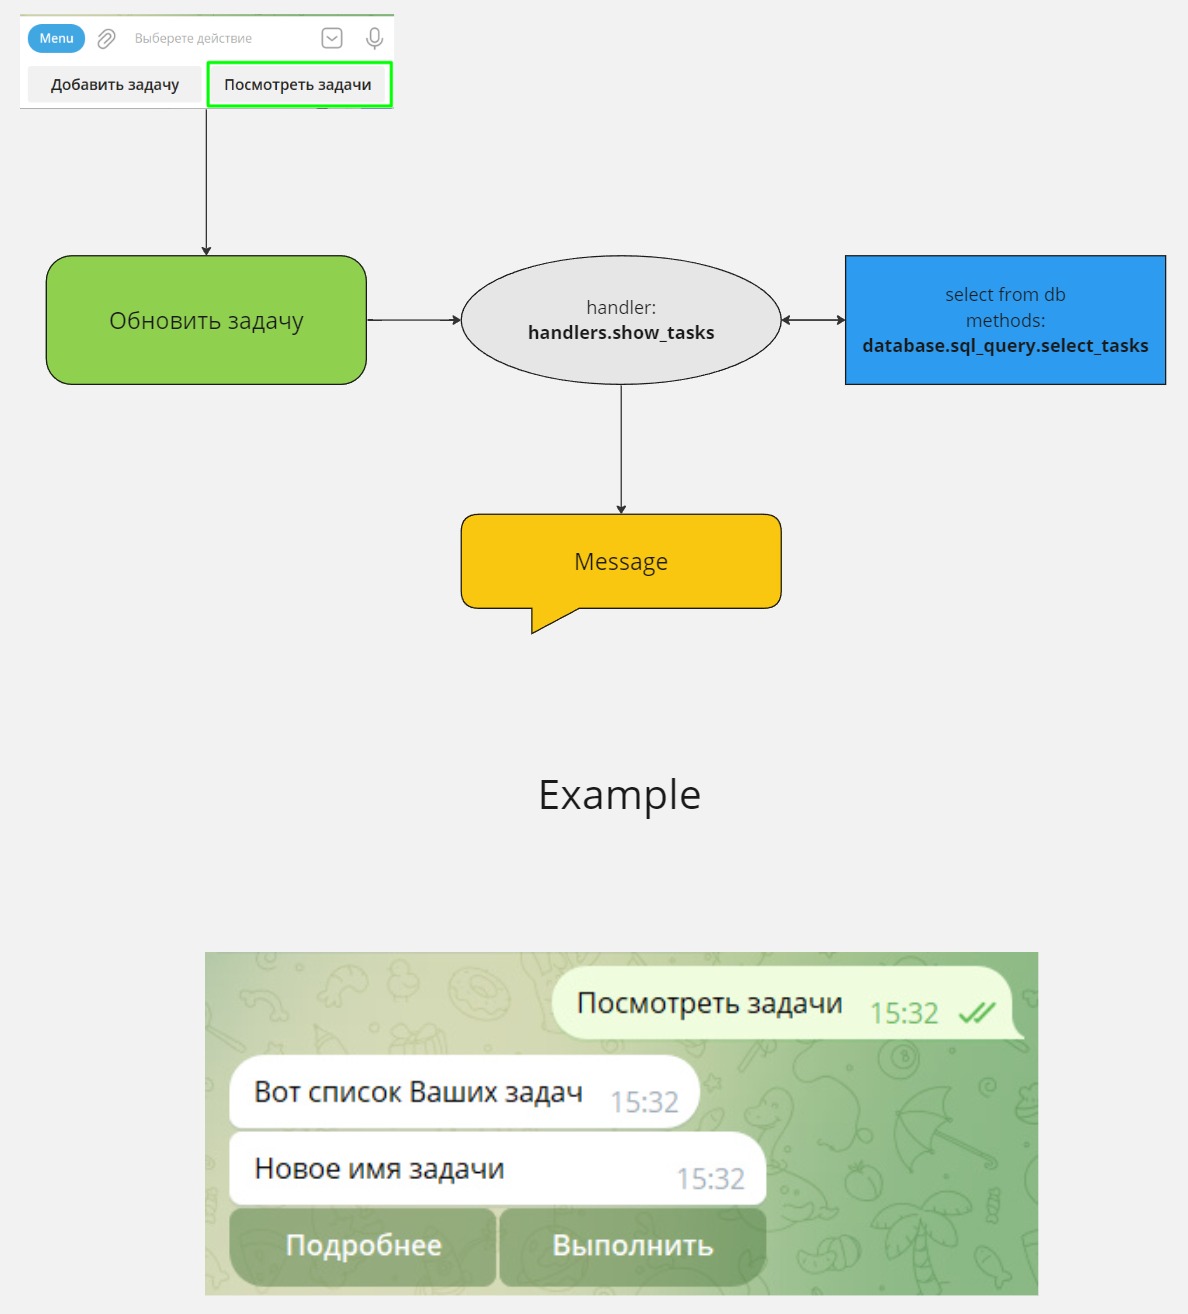 Menu
Выберете действие
Добавить задачу
Посмотреть задачи
Обновить задачу
handler:
handlers.show_tasks
select from db
methods:
database.sql_query.select_tasks
Message
Example
Посмотреть задачи 15:32
Вот список Ваших задач 15:32
Новое имя задачи 15:32
Подробнее
Выполнить